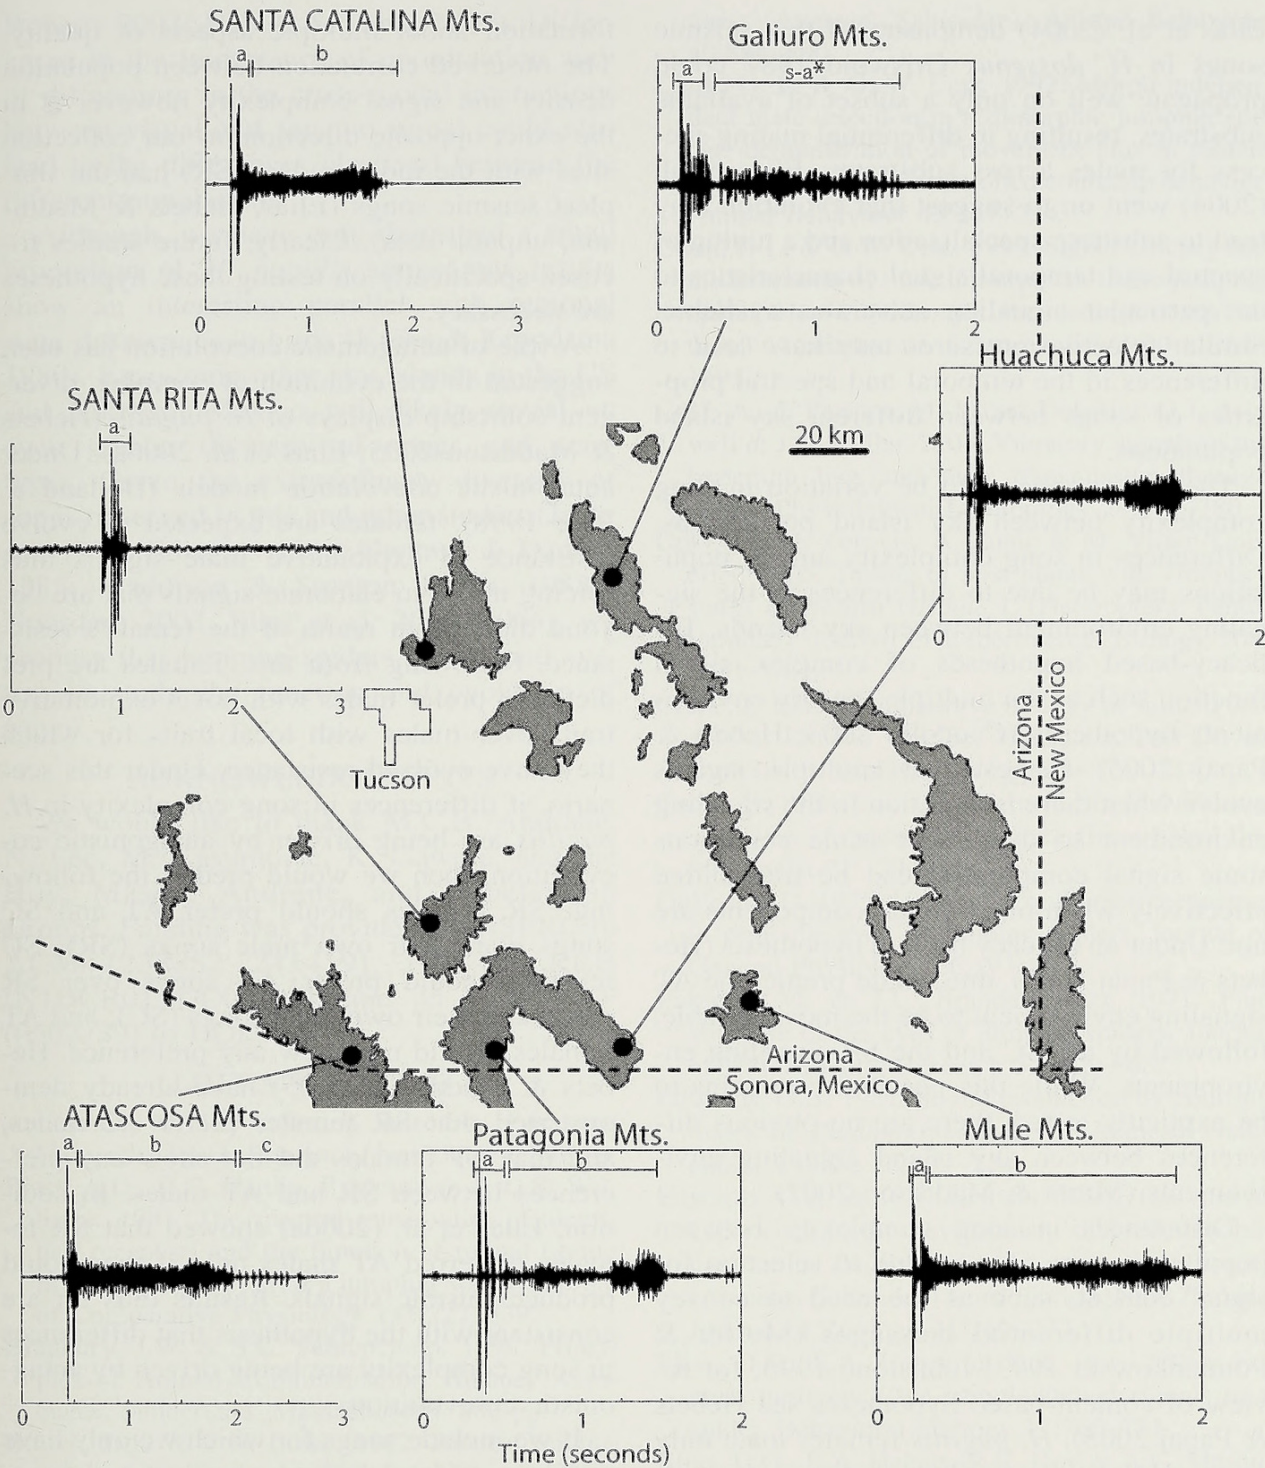 SANTA CATALINA Mts.
a b
0 1 2 3
Galiuro Mts.
a s-a*
0 1 2
Huachuca Mts.
0 1 2
SANTA RITA Mts.
a
0 1 2 3
20 km
Tucson
Arizona
New Mexico
Arizona
Sonora, Mexico
ATASCOSA Mts.
a b c
0 1 2 3
Patagonia Mts.
a b
0 1 2
Mule Mts.
a b
0 1 2
Time (seconds)